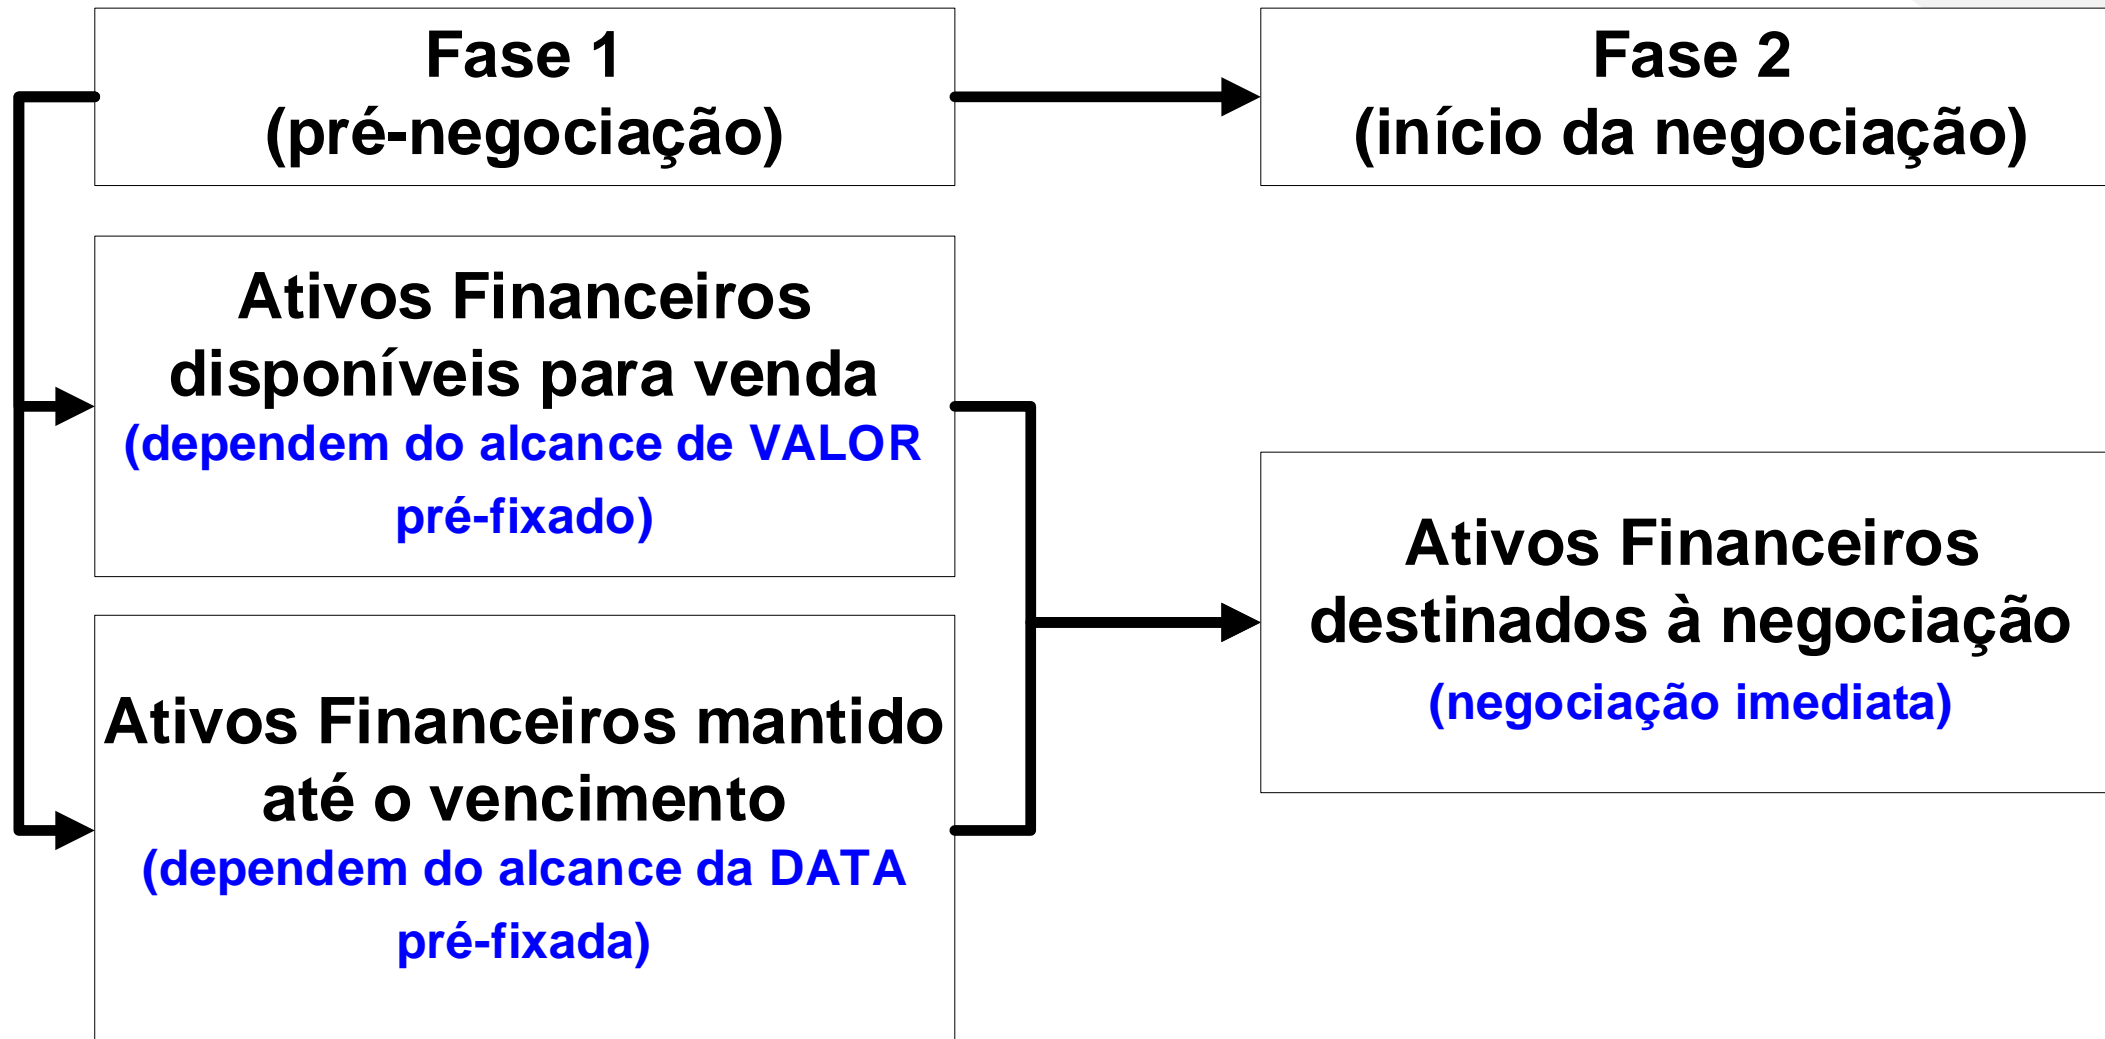 Fase 1
(pré-negociação)
Fase 2
(início da negociação)
Ativos Financeiros
disponíveis para venda
(dependem do alcance de VALOR
pré-fixado)
Ativos Financeiros mantido
até o vencimento
(dependem do alcance da DATA
pré-fixada)
Ativos Financeiros
destinados à negociação
(negociação imediata)